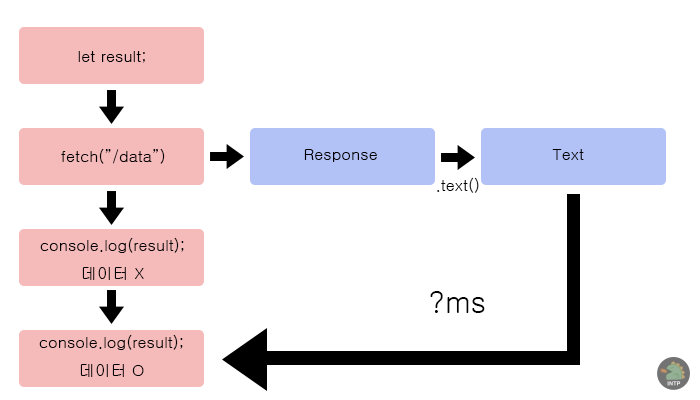 let result;
fetch("/data")
Response
.text()
Text
console.log(result);
데이터 X
console.log(result);
데이터 O
?ms
INTP